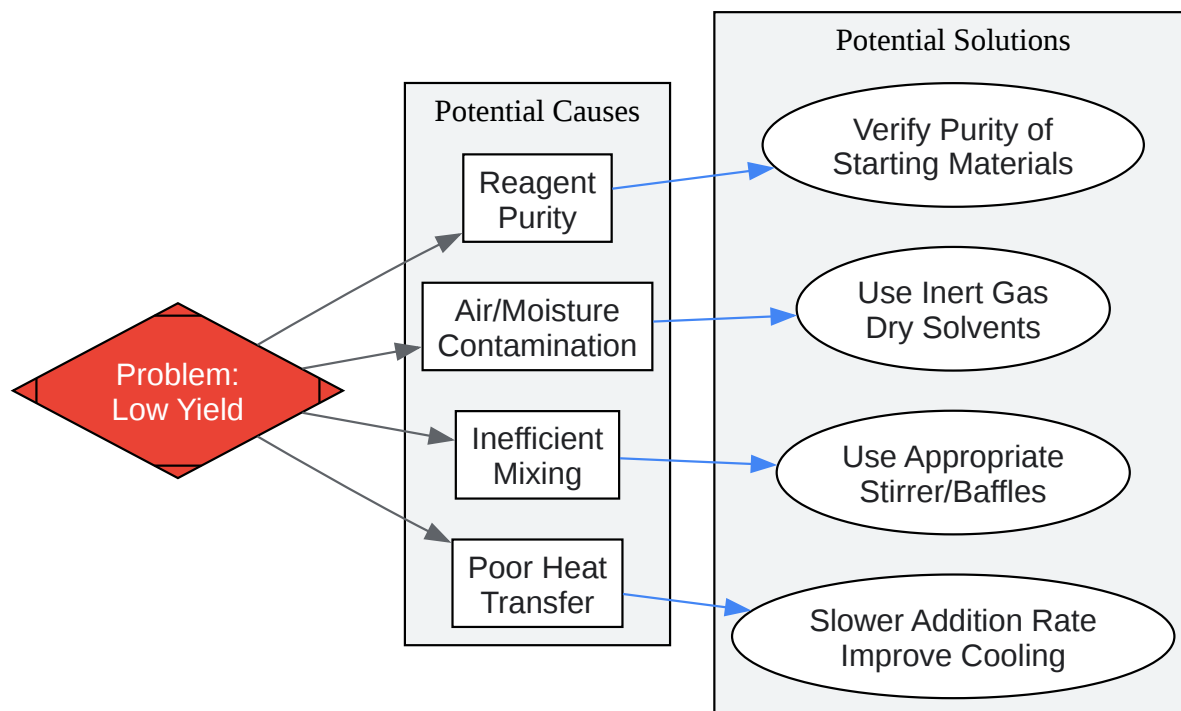 Potential Solutions
Potential Causes
Verify Purity of
Starting Materials
Reagent
Purity
Use Inert Gas
Dry Solvents
Air/Moisture
Contamination
Problem:
Low Yield
Inefficient
Mixing
Use Appropriate
Stirrer/Baffles
Poor Heat
Transfer
Slower Addition Rate
Improve Cooling